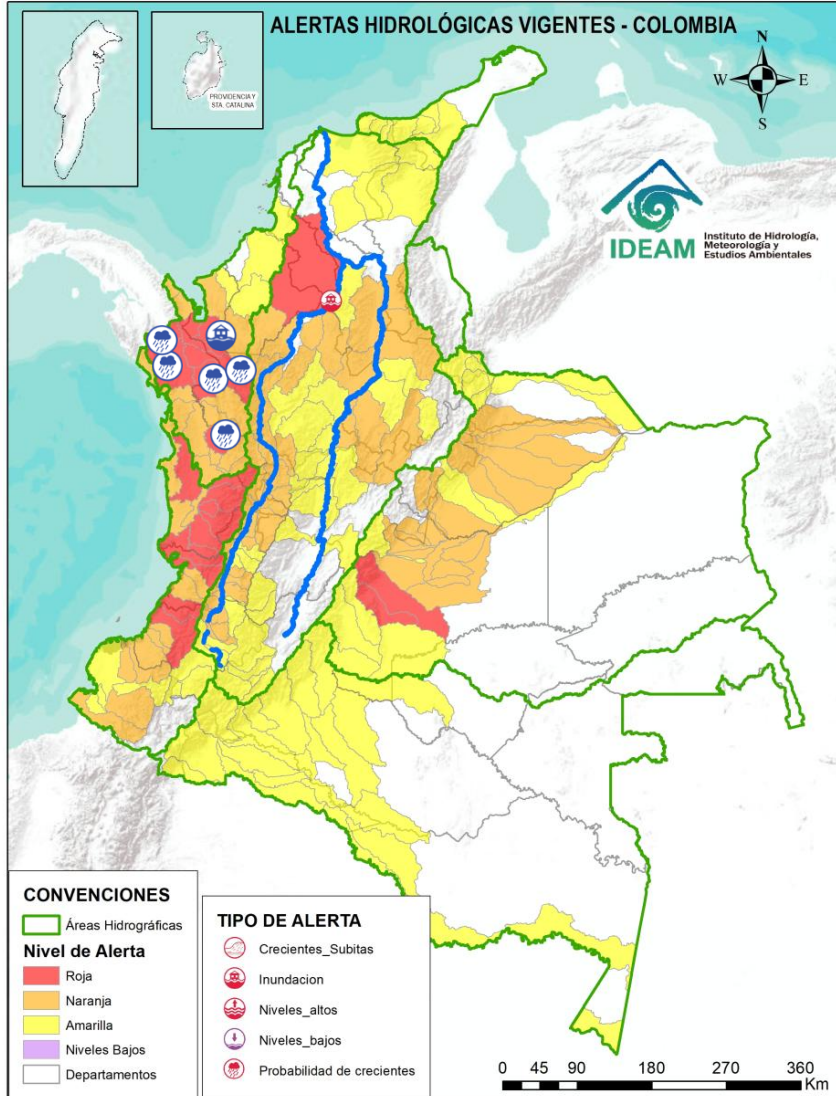 ALERTAS HIDROLÓGICAS VIGENTES - COLOMBIA
PROVIDENCIA Y
STA. CATALINA
N
W
E
S
IDEAM
Instituto de Hidrología,
Meteorología y
Estudios Ambientales
CONVENCIONES
Áreas Hidrográficas
Nivel de Alerta
Roja
Naranja
Amarilla
Niveles Bajos
Departamentos
TIPO DE ALERTA
Crecientes_Subitas
Inundacion
Niveles_altos
Niveles_bajos
Probabilidad de crecientes
0 45 90 180 270 360
Km